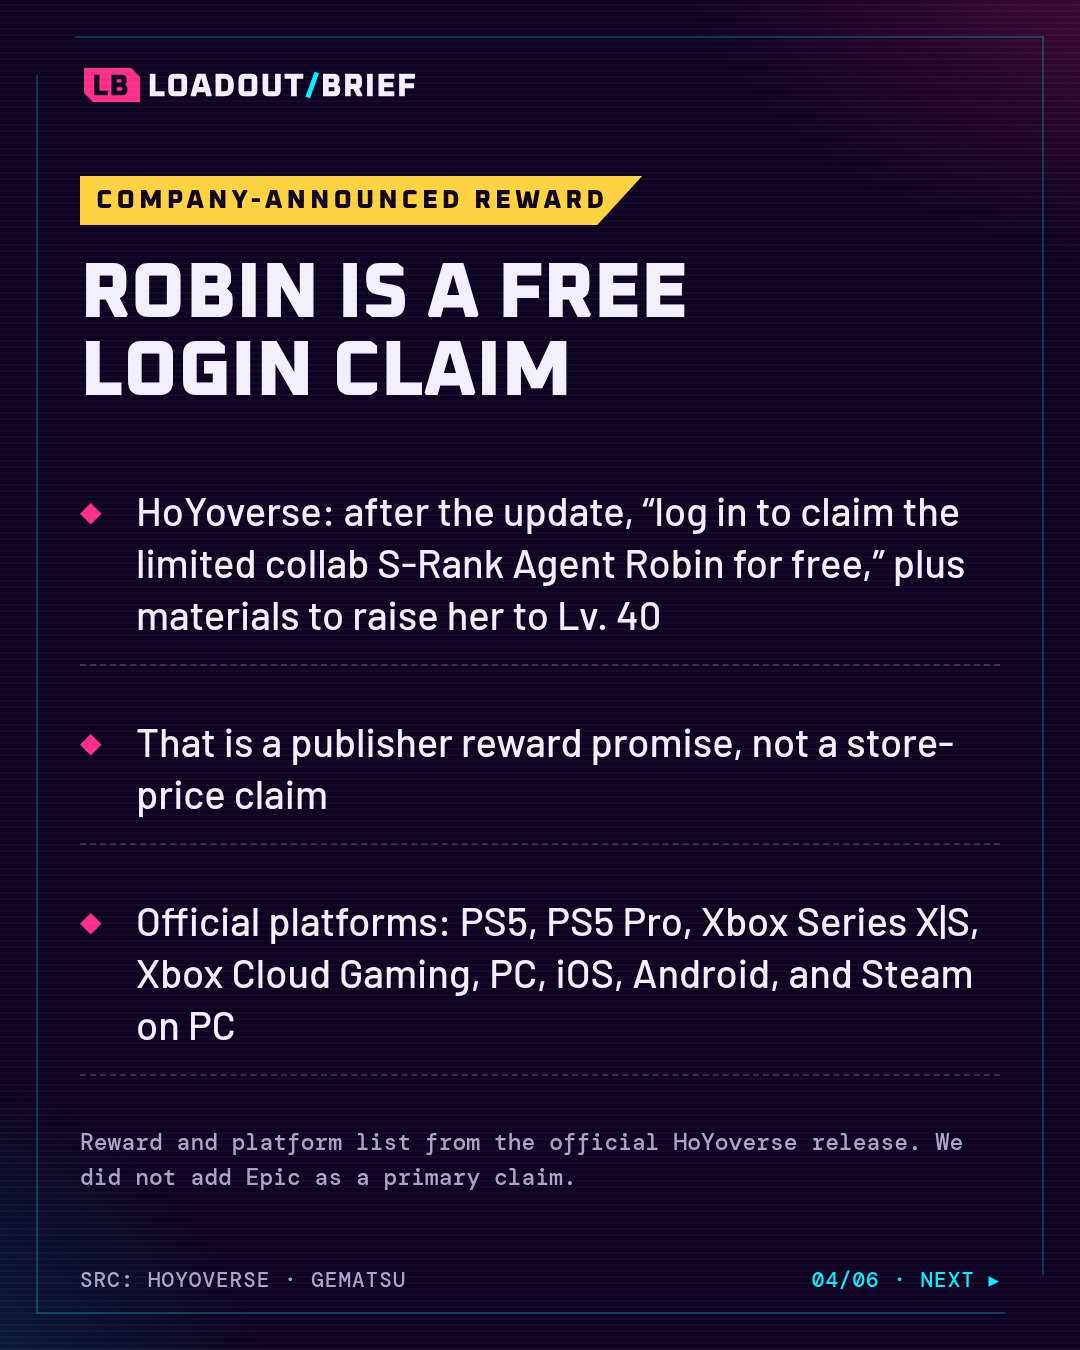 LB LOADOUT/BRIEF
COMPANY-ANNOUNCED REWARD
ROBIN IS A FREE
LOGIN CLAIM
HoYoverse: after the update, “log in to claim the
limited collab S-Rank Agent Robin for free,” plus
materials to raise her to Lv. 40
That is a publisher reward promise, not a store-
price claim
Official platforms: PS5, PS5 Pro, Xbox Series X|S,
Xbox Cloud Gaming, PC, iOS, Android, and Steam
on PC
Reward and platform list from the official HoYoverse release. We
did not add Epic as a primary claim.
SRC: HOYOVERSE · GEMATSU
04/06 · NEXT ▸